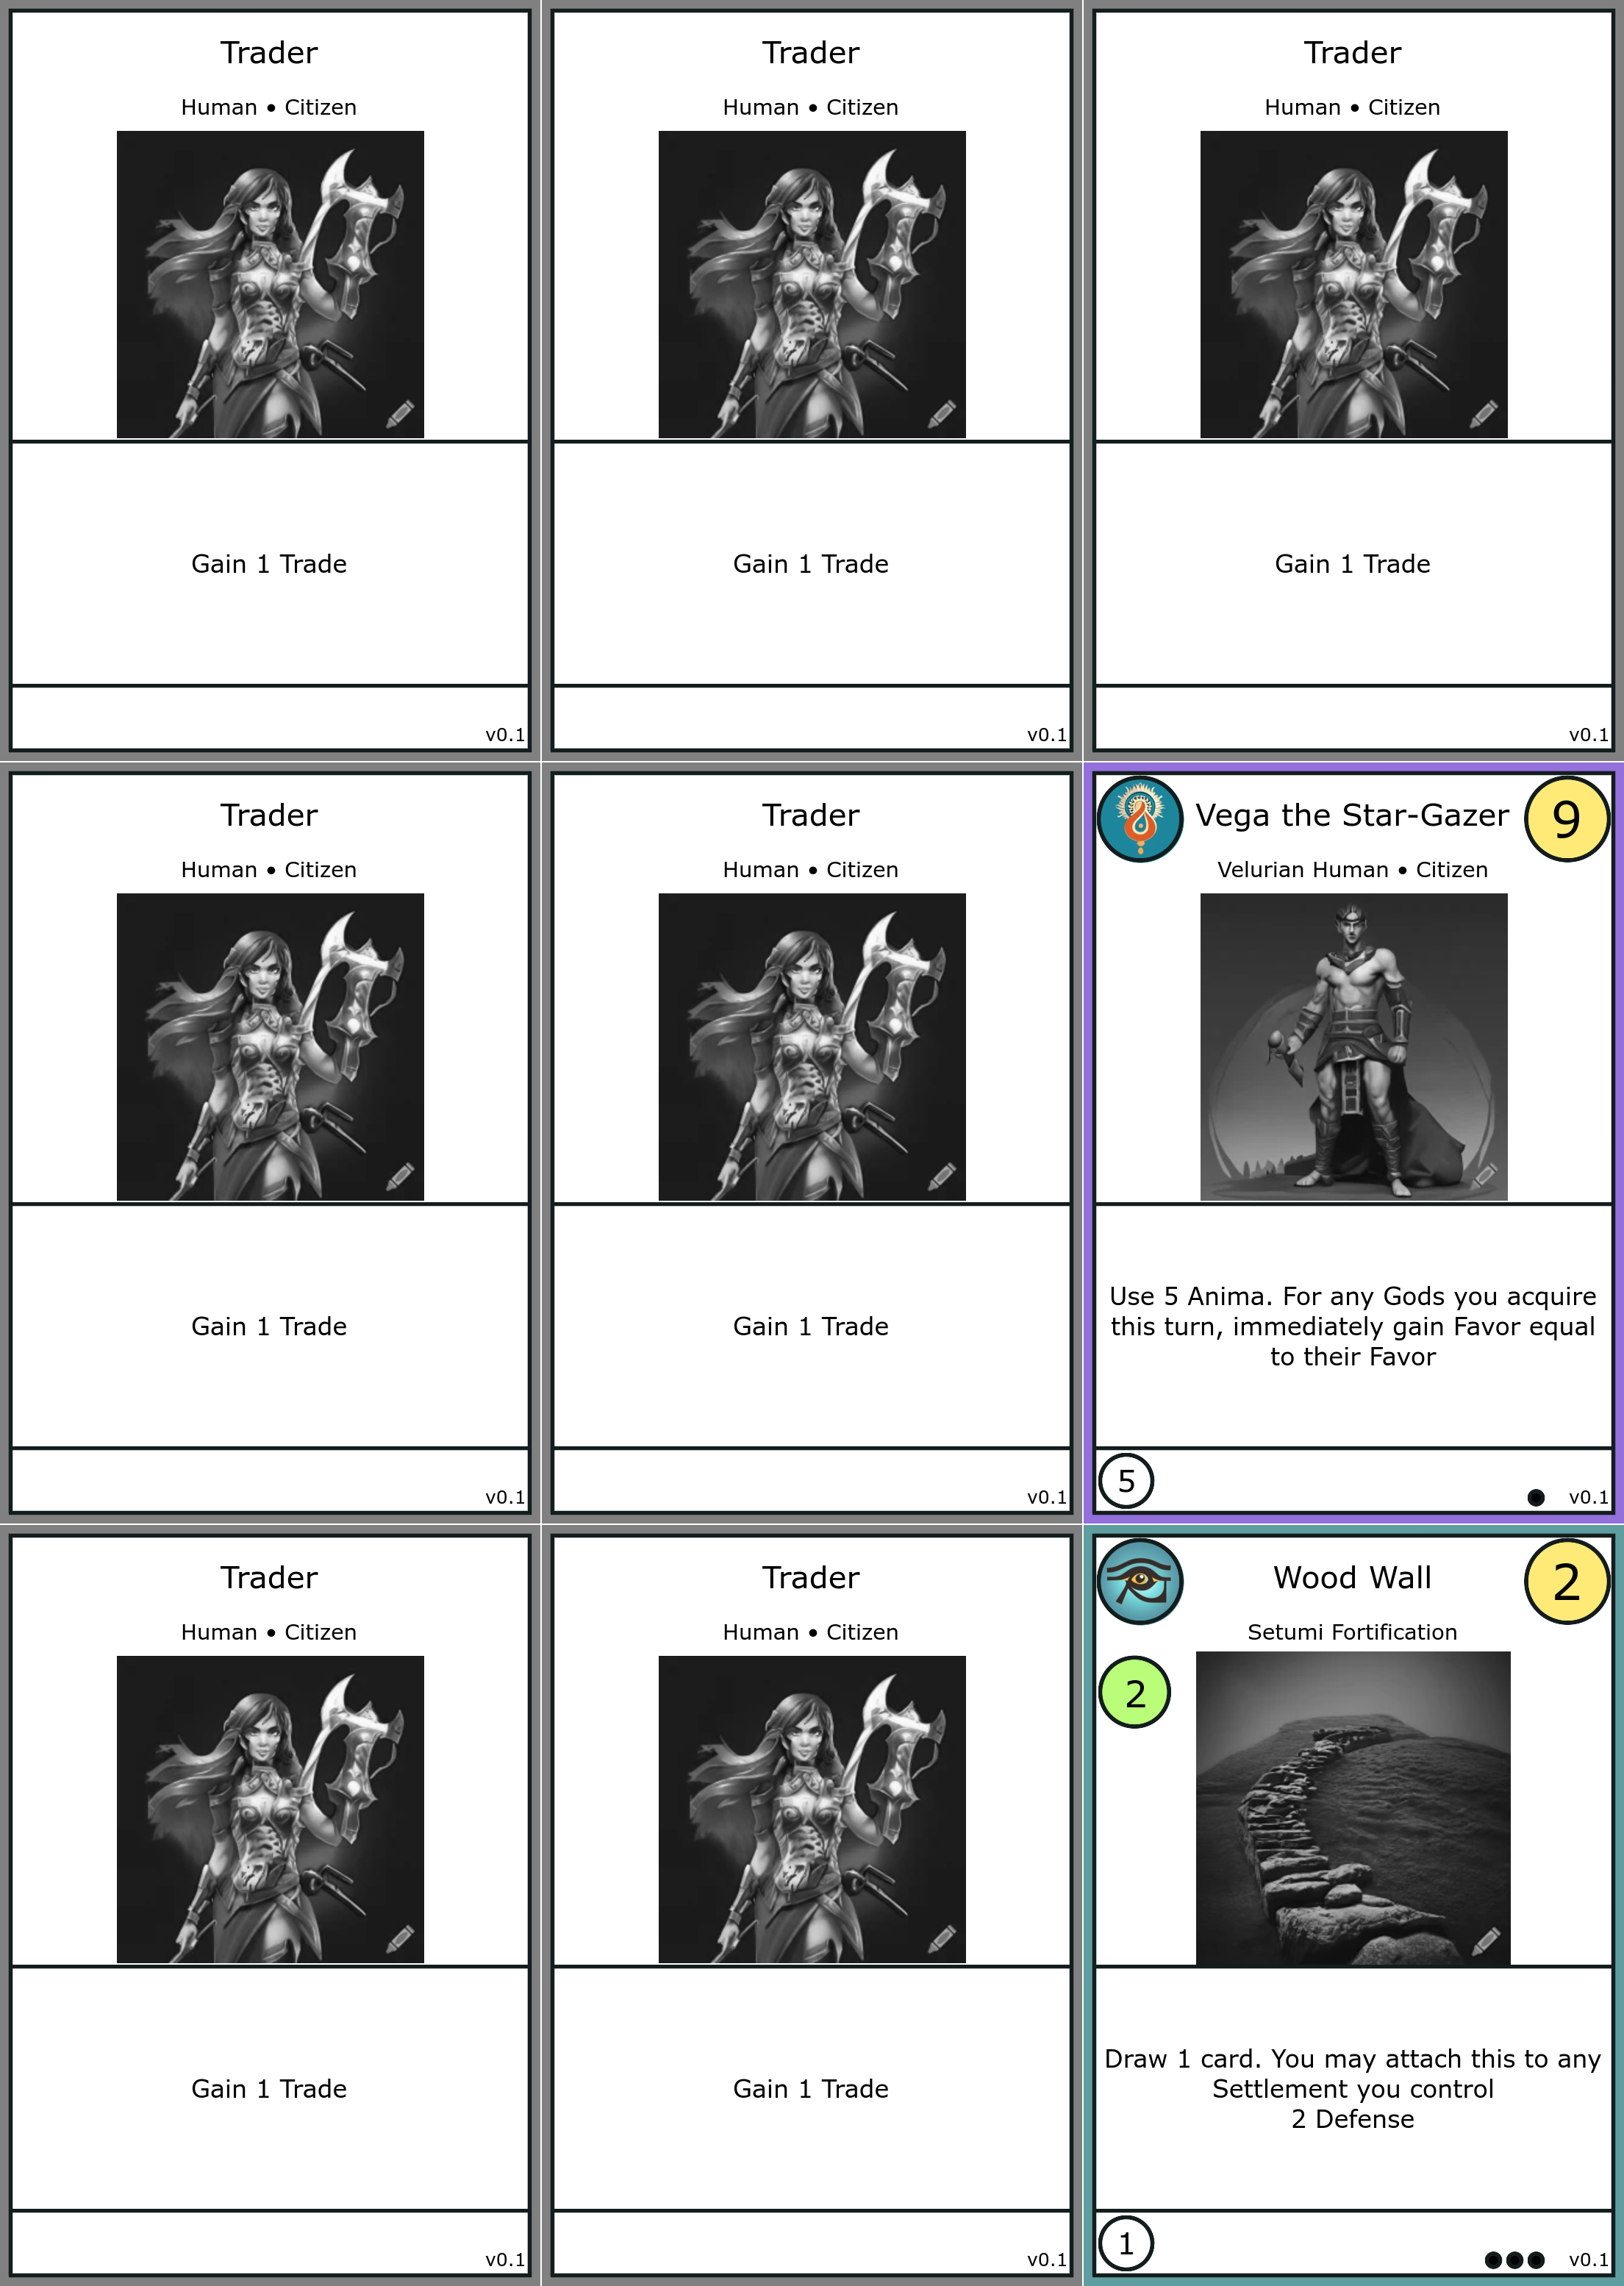 Trader
Human • Citizen
Gain 1 Trade
v0.1
Trader
Human • Citizen
Gain 1 Trade
v0.1
Trader
Human • Citizen
Gain 1 Trade
v0.1
Trader
Human • Citizen
Gain 1 Trade
v0.1
Trader
Human • Citizen
Gain 1 Trade
v0.1
Vega the Star-Gazer
9
Velurian Human • Citizen
Use 5 Anima. For any Gods you acquire
this turn, immediately gain Favor equal
to their Favor
5
v0.1
Trader
Human • Citizen
Gain 1 Trade
v0.1
Trader
Human • Citizen
Gain 1 Trade
v0.1
Wood Wall
2
Setumi Fortification
2
Draw 1 card. You may attach this to any
Settlement you control
2 Defense
1
v0.1